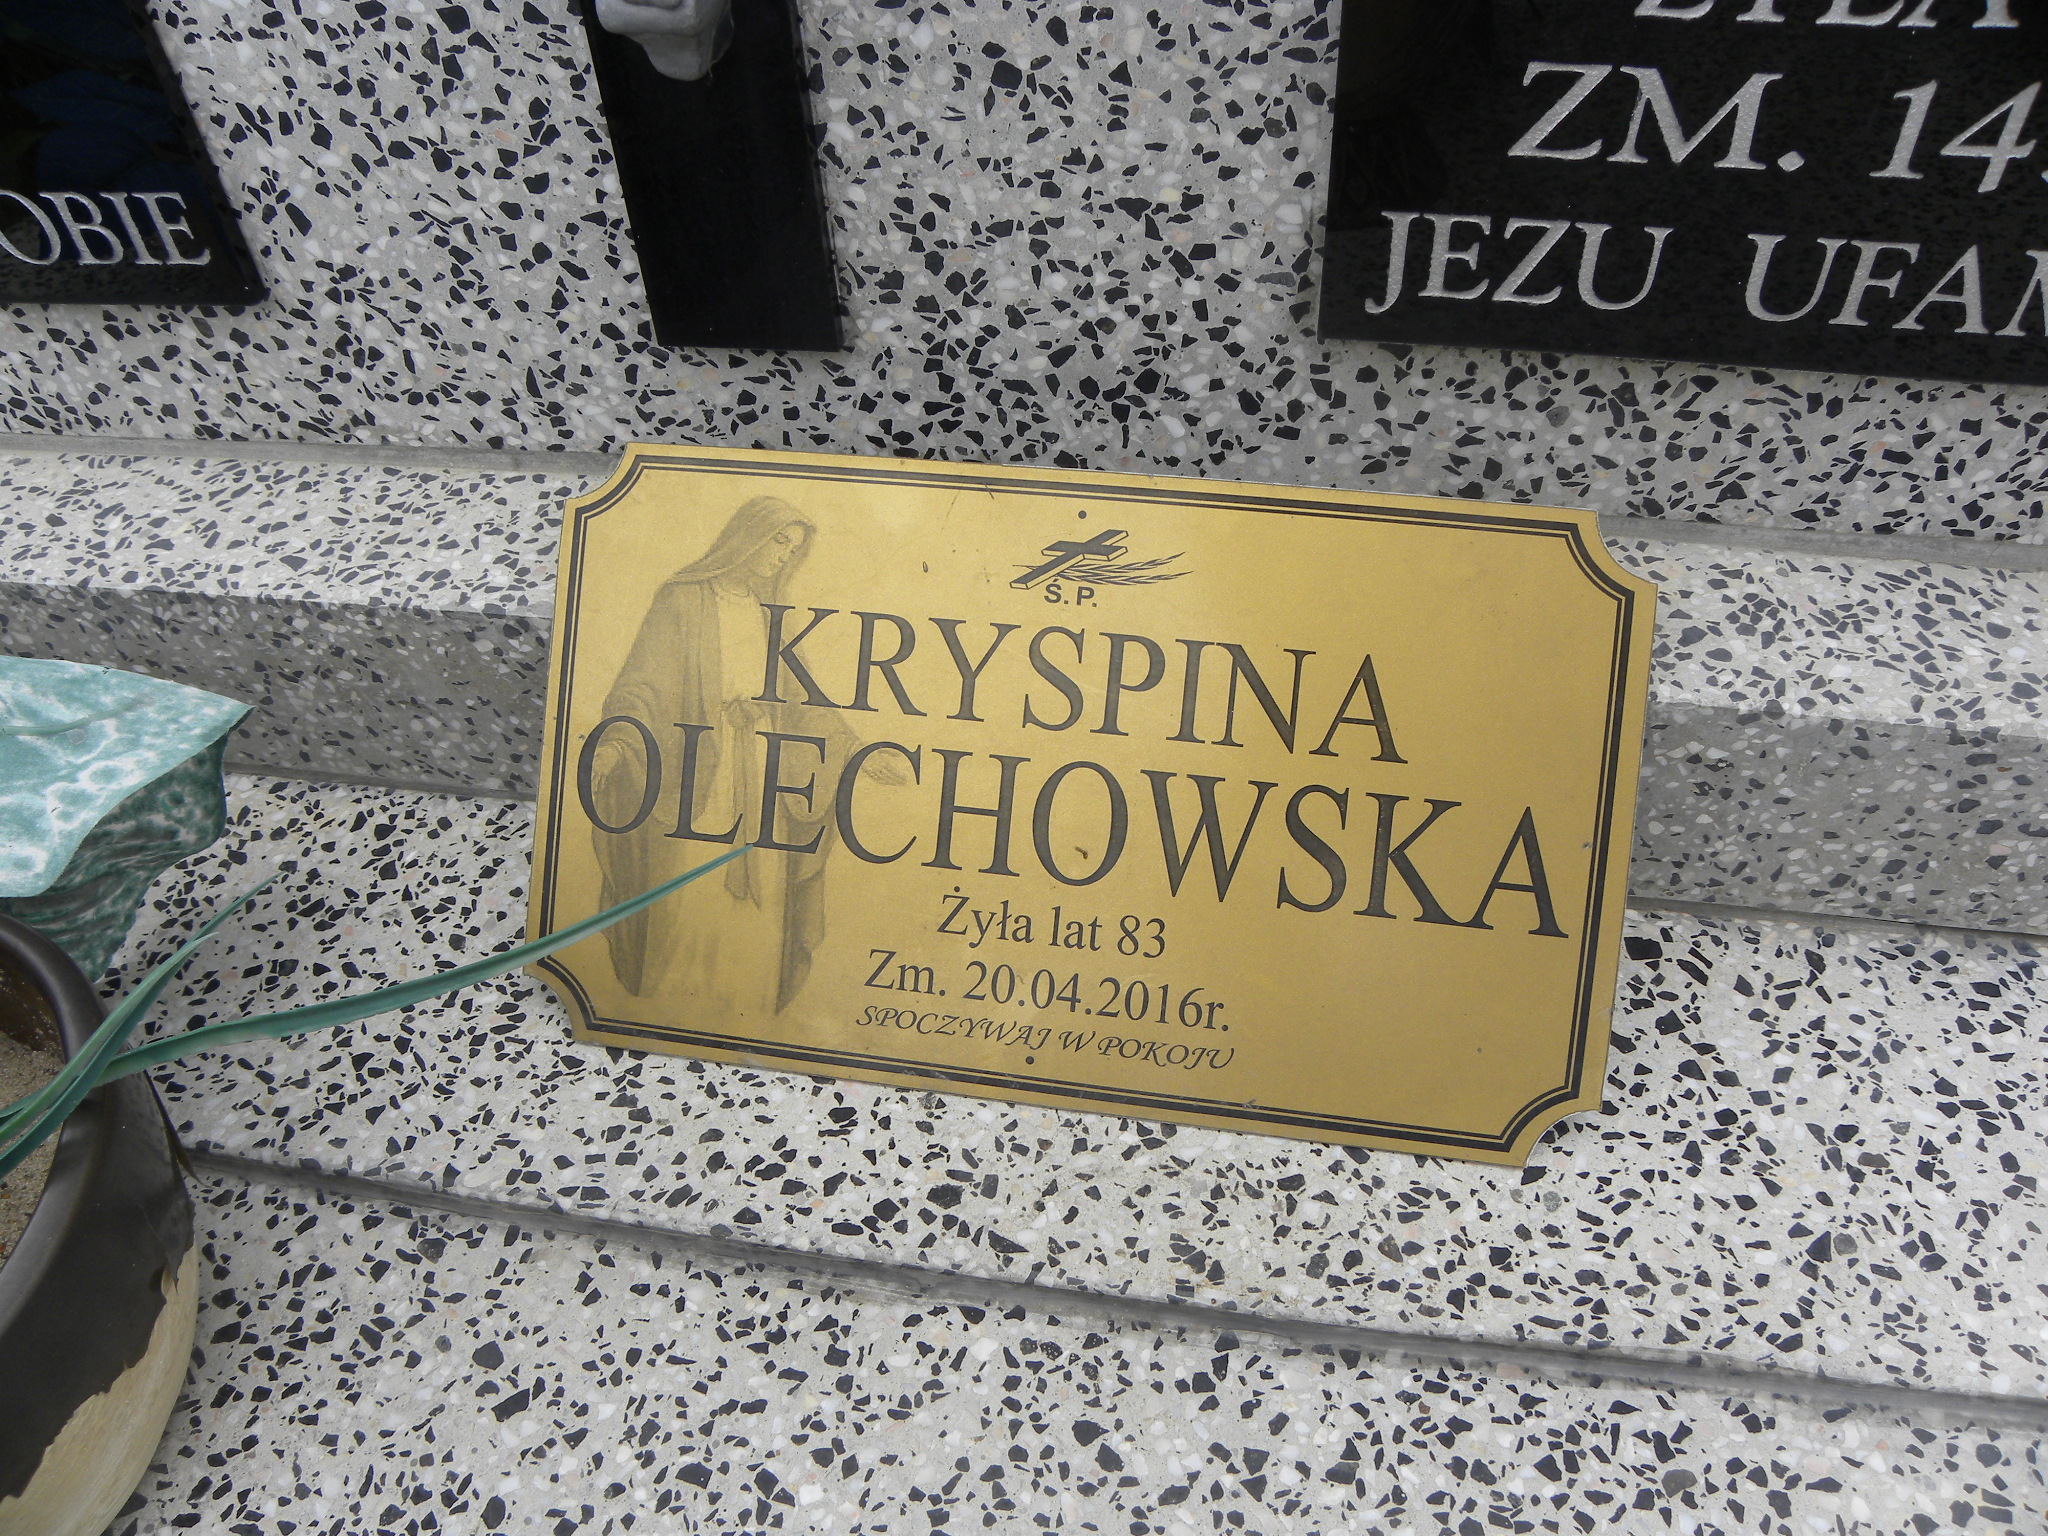 OBIE
ZM. 14
JEZU UFAM
Ś.P.
KRYSPINA
OLECHOWSKA
Żyła lat 83
Zm. 20.04.2016r.
SPOCZYWAJ W POKOJU